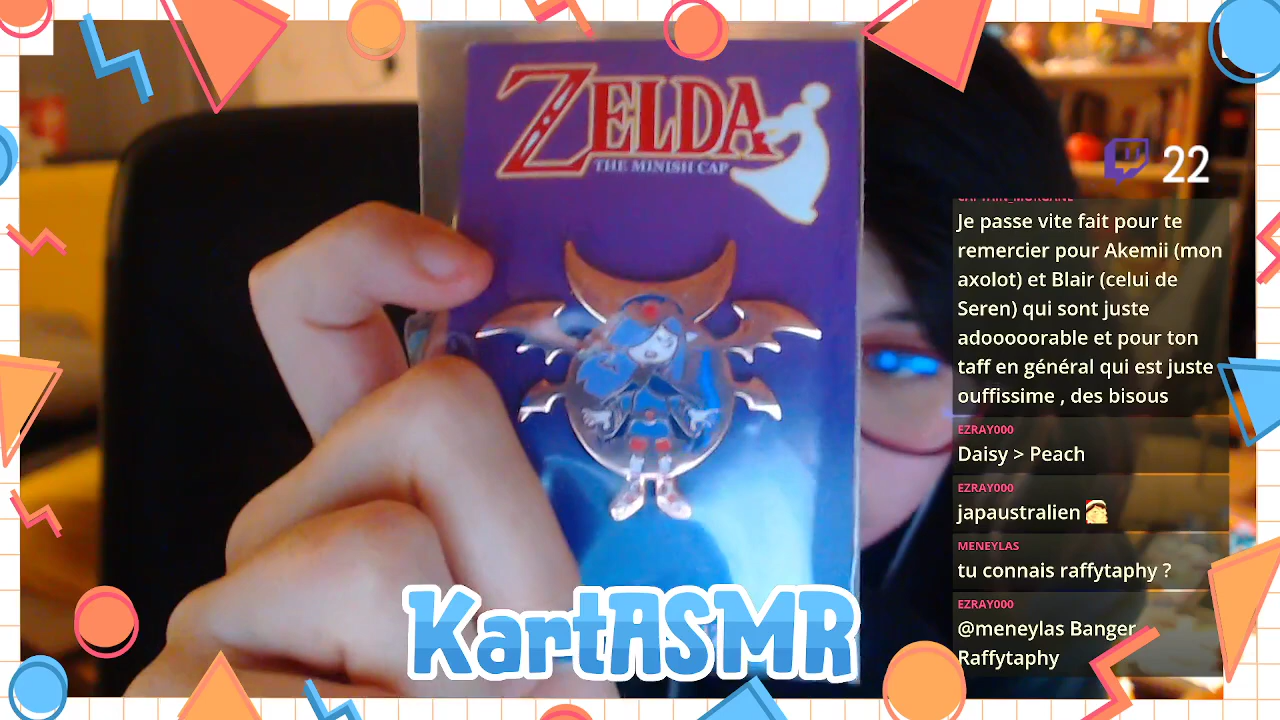 ZELDA
THE MINISH CAP
22
CAPTAIN_MORGANE
Je passe vite fait pour te
remercier pour Akemii (mon
axolot) et Blair (celui de
Seren) qui sont juste
adooooorable et pour ton
taff en général qui est juste
ouffissime , des bisous
EZRAY000
Daisy > Peach
EZRAY000
japaustralien
MENEYLAS
tu connais raffytaphy ?
EZRAY000
@meneylas Banger
Raffytaphy
KartASMR